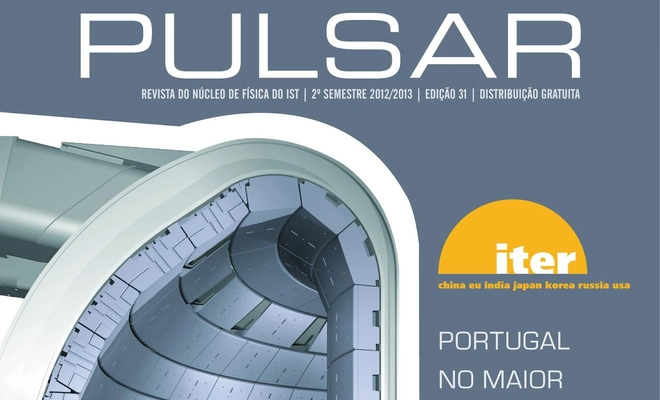 PULSAR
REVISTA DO NÚCLEO DE FÍSICA DO IST | 2º SEMESTRE 2012/2013 | EDIÇÃO 31 | DISTRIBUIÇÃO GRATUITA
iter
china eu india japan korea russia usa
PORTUGAL
NO MAIOR